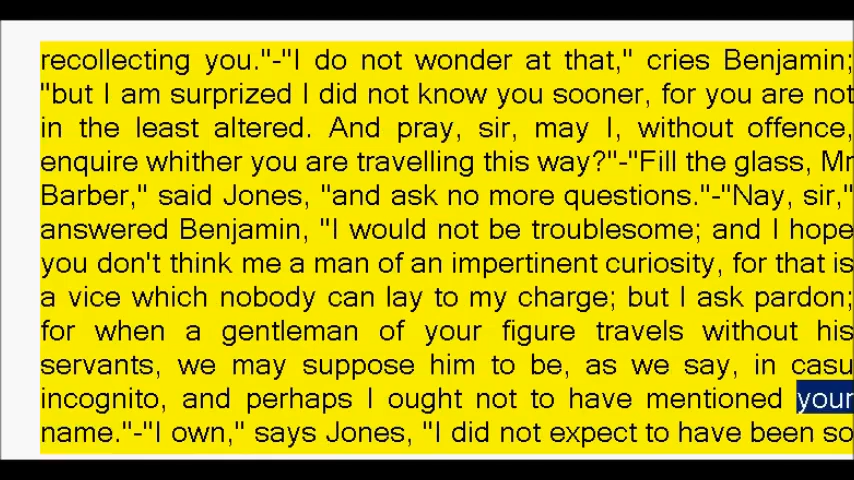 recollecting you."-"I do not wonder at that," cries Benjamin;
"but I am surprized I did not know you sooner, for you are not
in the least altered. And pray, sir, may I, without offence,
enquire whither you are travelling this way?"-"Fill the glass, Mr
Barber," said Jones, "and ask no more questions."-"Nay, sir,"
answered Benjamin, "I would not be troublesome; and I hope
you don't think me a man of an impertinent curiosity, for that is
a vice which nobody can lay to my charge; but I ask pardon;
for when a gentleman of your figure travels without his
servants, we may suppose him to be, as we say, in casu
incognito, and perhaps I ought not to have mentioned your
name."-"I own," says Jones, "I did not expect to have been so